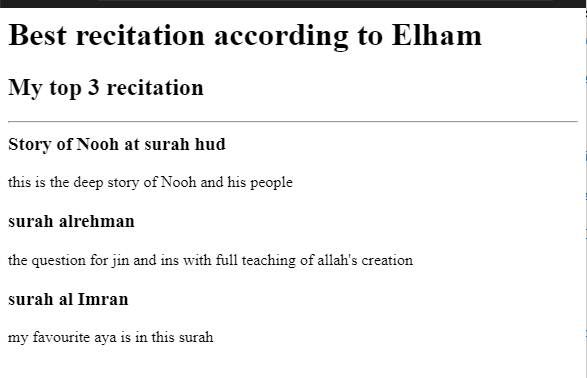 Best recitation according to Elham
My top 3 recitation
Story of Nooh at surah hud
this is the deep story of Nooh and his people
surah alrehman
the question for jin and ins with full teaching of allah's creation
surah al Imran
my favourite aya is in this surah